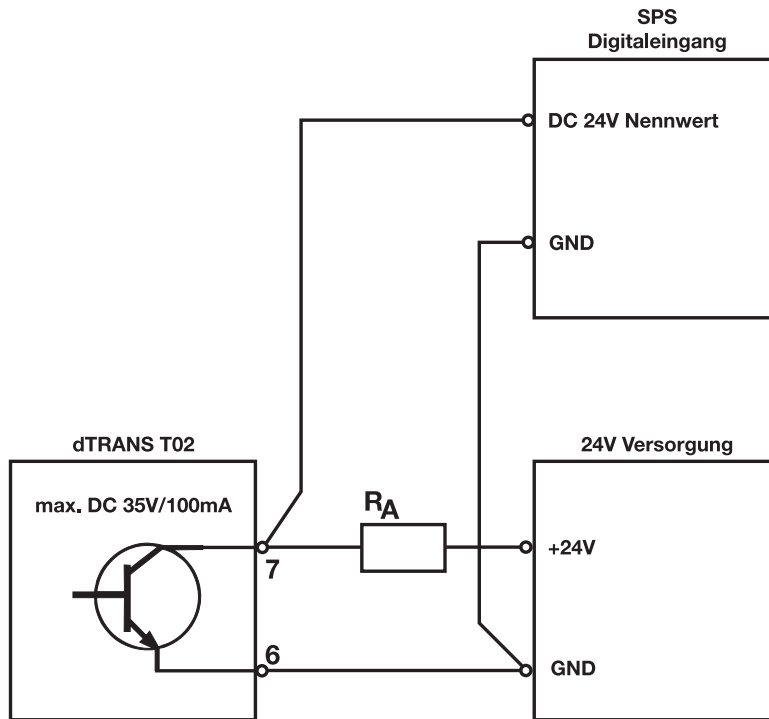 SPS
Digitaleingang
DC 24V Nennwert
GND
dTRANS T02
24V Versorgung
max. DC 35V/100mA
RA
+24V
7
6
GND